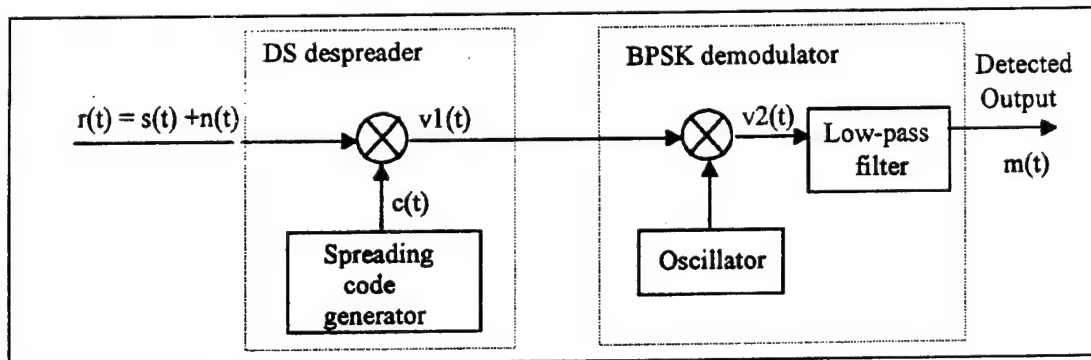 DS despreader
BPSK demodulator
Detected
Output
r(t) = s(t) +n(t)
v1(t)
v2(t)
Low-pass
filter
m(t)
c(t)
Spreading
code
generator
Oscillator